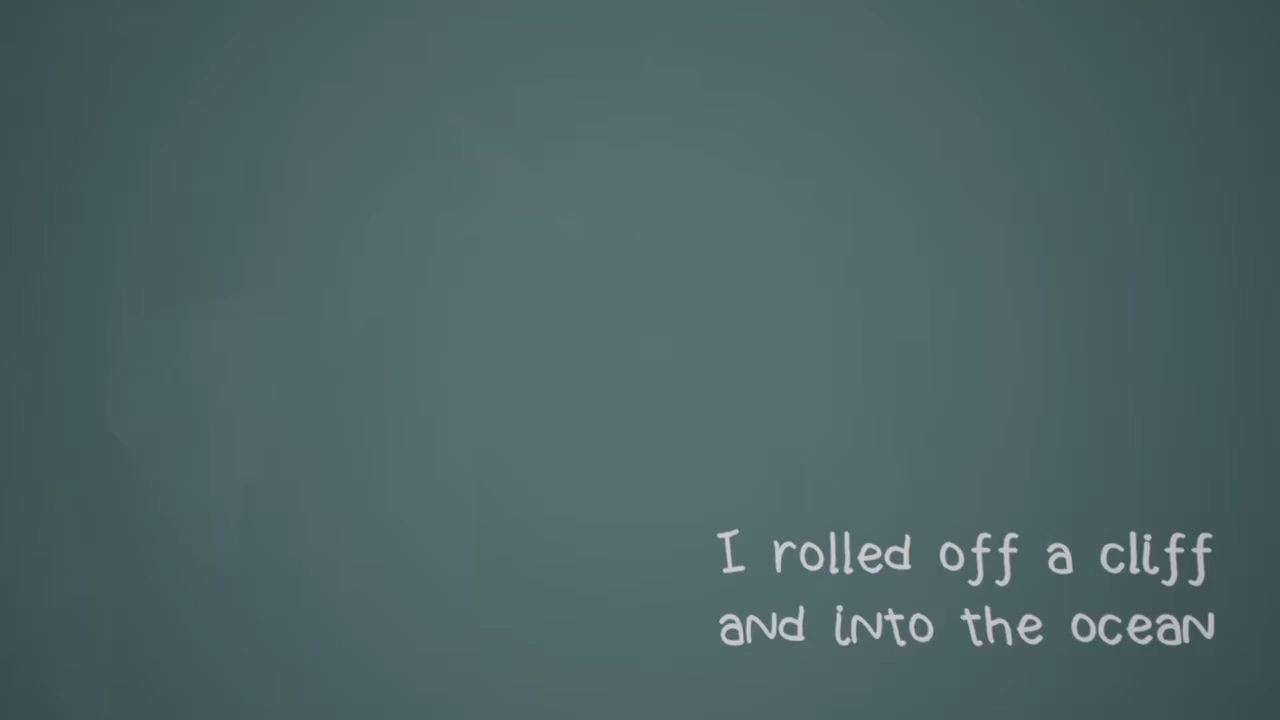 I rolled off a cliff
and into the ocean